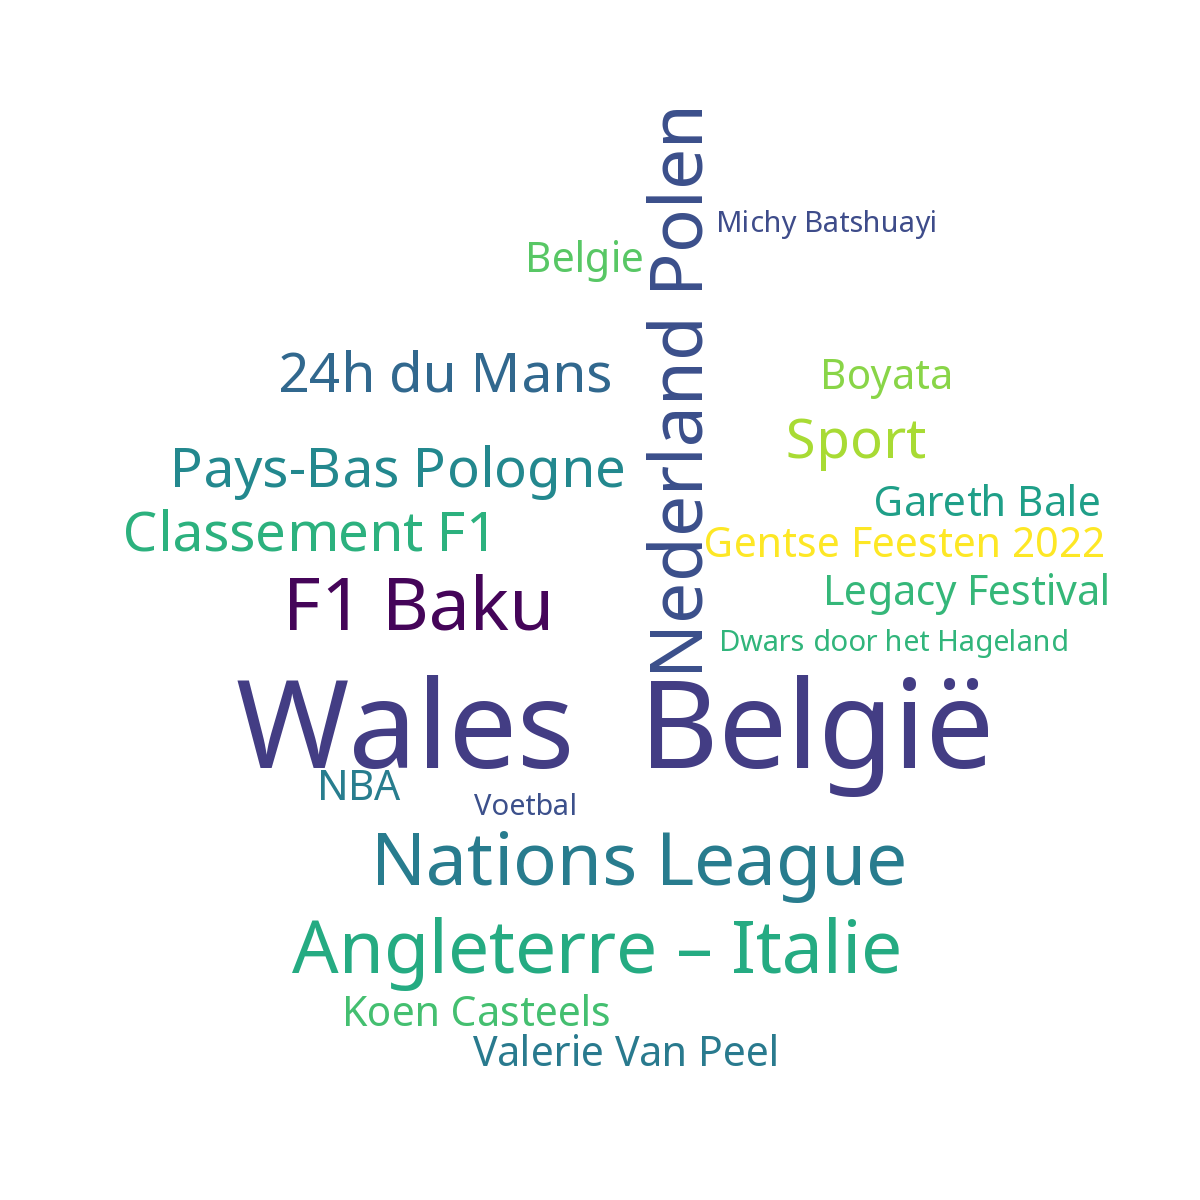 Nederland Polen
Michy Batshuayi
Belgie
24h du Mans
Boyata
Sport
Pays-Bas Pologne
Gareth Bale
Classement F1
Gentse Feesten 2022
Legacy Festival
F1 Baku
Dwars door het Hageland
Wales België
NBA
Voetbal
Nations League
Angleterre – Italie
Koen Casteels
Valerie Van Peel